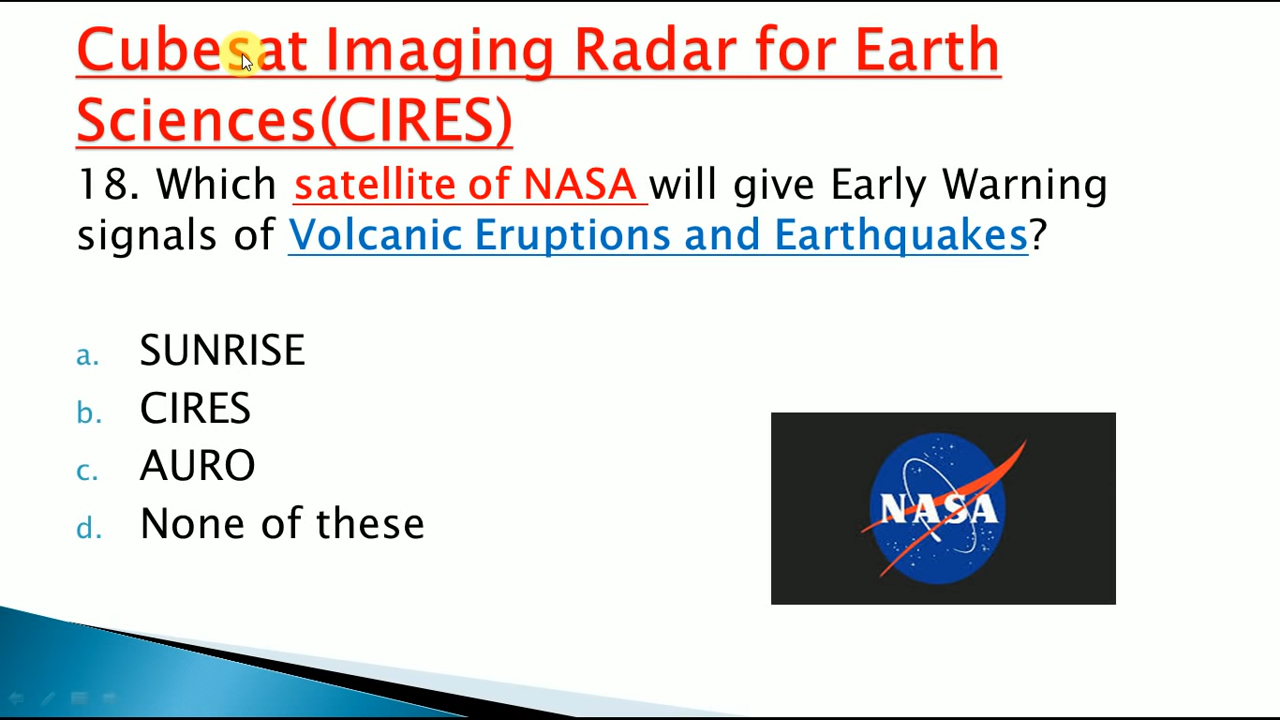 Cubesat Imaging Radar for Earth
Sciences(CIRES)
18. Which satellite of NASA will give Early Warning
signals of Volcanic Eruptions and Earthquakes?
a. SUNRISE
b. CIRES
c. AURO
d. None of these
NASA